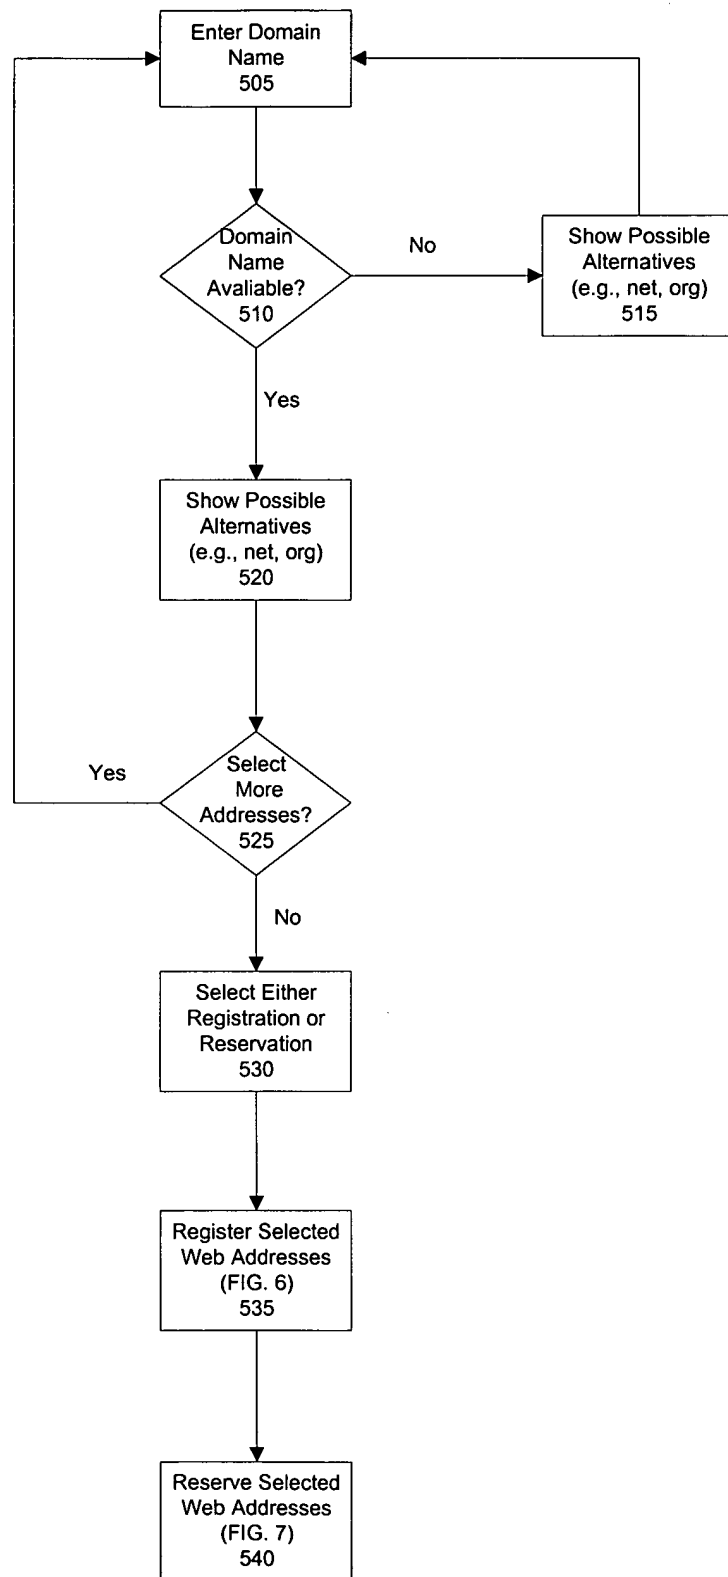 Enter Domain
Name
505
Domain
Name
Avaliable?
510
No
Show Possible
Alternatives
(e.g., net, org)
515
Yes
Show Possible
Alternatives
(e.g., net, org)
520
Select
More
Addresses?
525
Yes
No
Select Either
Registration or
Reservation
530
Register Selected
Web Addresses
(FIG. 6)
535
Reserve Selected
Web Addresses
(FIG. 7)
540